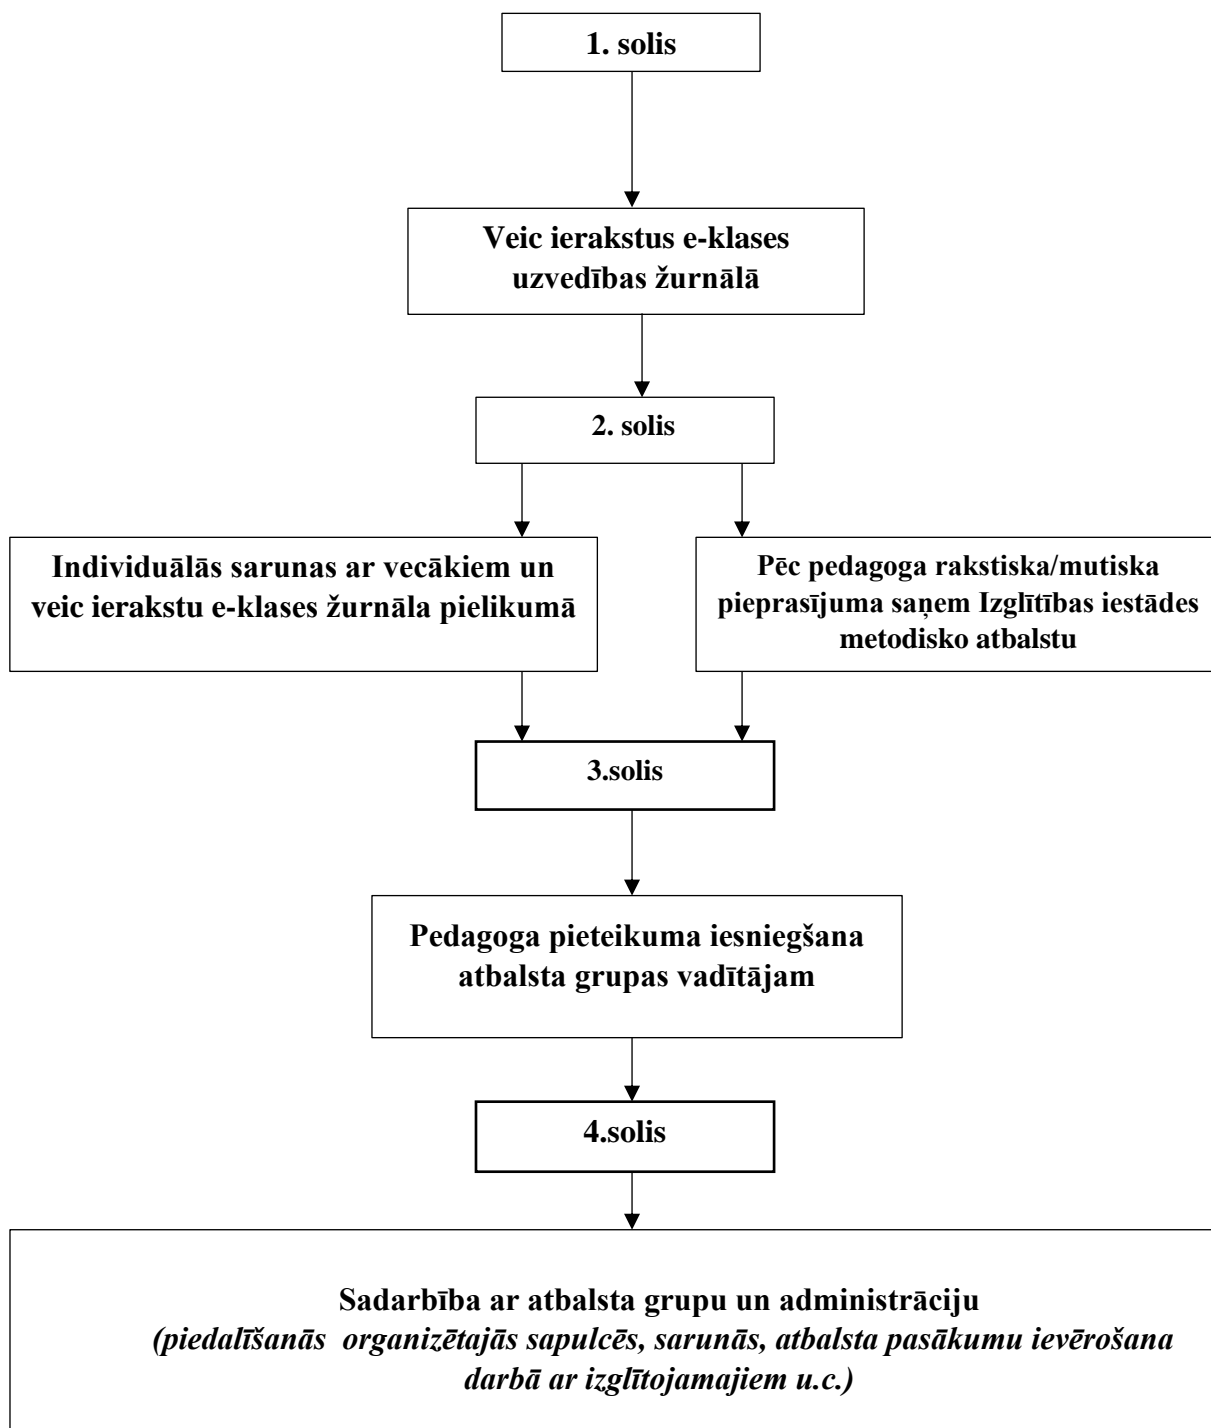 1. solis
Veic ierakstus e-klases
uzvedības žurnālā
2. solis
Individuālās sarunas ar vecākiem un
veic ierakstu e-klases žurnāla pielikumā
Pēc pedagoga rakstiska/mutiska
pieprasījuma saņem Izglītības iestādes
metodisko atbalstu
3.solis
Pedagoga pieteikuma iesniegšana
atbalsta grupas vadītājam
4.solis
Sadarbība ar atbalsta grupu un administrāciju
(piedalīšanās organizētajās sapulcēs, sarunās, atbalsta pasākumu ievērošana
darbā ar izglītojamajiem u.c.)